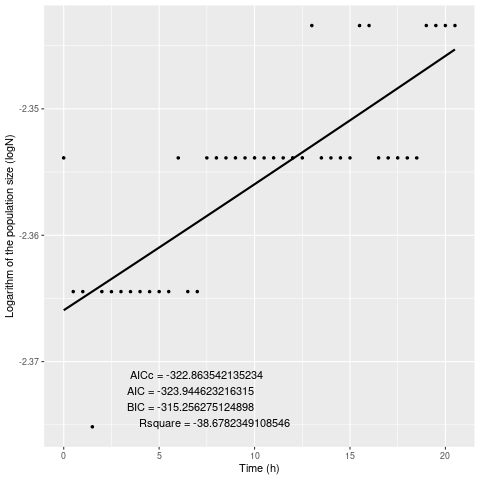 -2.35
-2.36
-2.37
Logarithm of the population size (logN)
AICc = -322.863542135234
AIC = -323.944623216315
BIC = -315.256275124898
Rsquare = -38.6782349108546
0 5 10 15 20
Time (h)